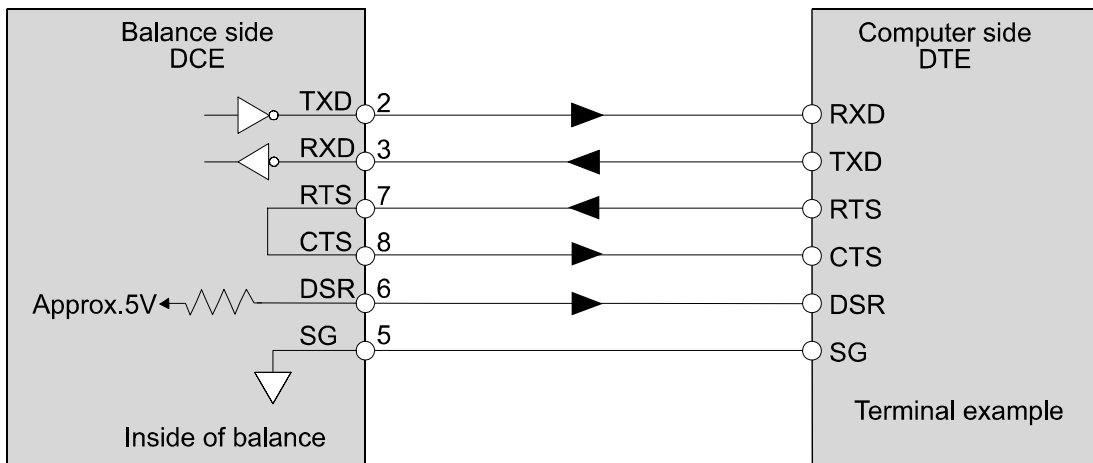 Balance side
DCE
Computer side
DTE
TXD 2 RXD
RXD 3 TXD
RTS 7 RTS
CTS 8 CTS
Approx.5V DSR 6 DSR
SG 5 SG
Inside of balance
Terminal example